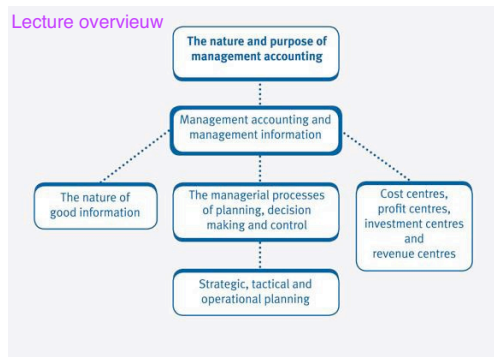 Lecture overvieuw
The nature and purpose of
management accounting
Management accounting and
management information
The nature of
good information
The managerial processes
of planning, decision
making and control
Cost centres,
profit centres,
investment centres
and
revenue centres
Strategic, tactical and
operational planning